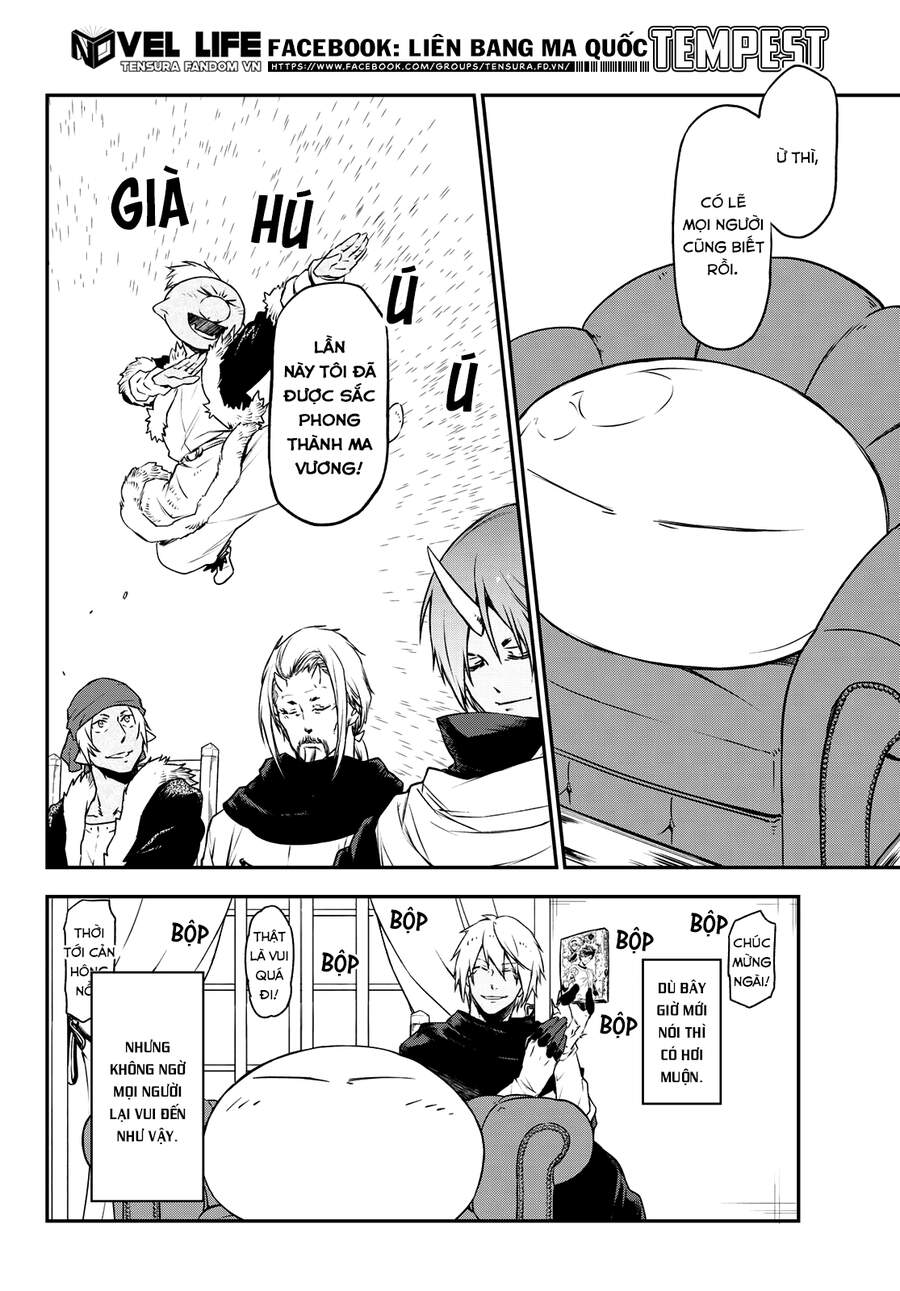 NOVEL LIFE
TENSURA FANDOM VN
FACEBOOK: LIÊN BANG MA QUỐC
HTTPS://WWW.FACEBOOK.COM/GROUPS/TENSURA.FD.VN/
TEMPEST
Ừ THÌ,
CÓ LẼ
MỌI NGƯỜI
CŨNG BIẾT
RỒI.
GIÀ
HÚ
Ú
Ú
LẦN
NÀY TÔI ĐÃ
ĐƯỢC SẮC
PHONG
THÀNH MA
VƯƠNG!
CHÚC
MỪNG
NGÀI!
BỘP
BỘP
BỘP
DÙ BÂY
GIỜ MỚI
NÓI THÌ
CÓ HƠI
MUỘN.
THẬT
LÀ VUI
QUÁ
ĐI!
BỘP
BỘP
BỘP
THỜI
TỚI CẢN
HÔNG
NỔ
NHƯNG
KHÔNG NGỜ
MỌI NGƯỜI
LẠI VUI ĐẾN
NHƯ VẬY.